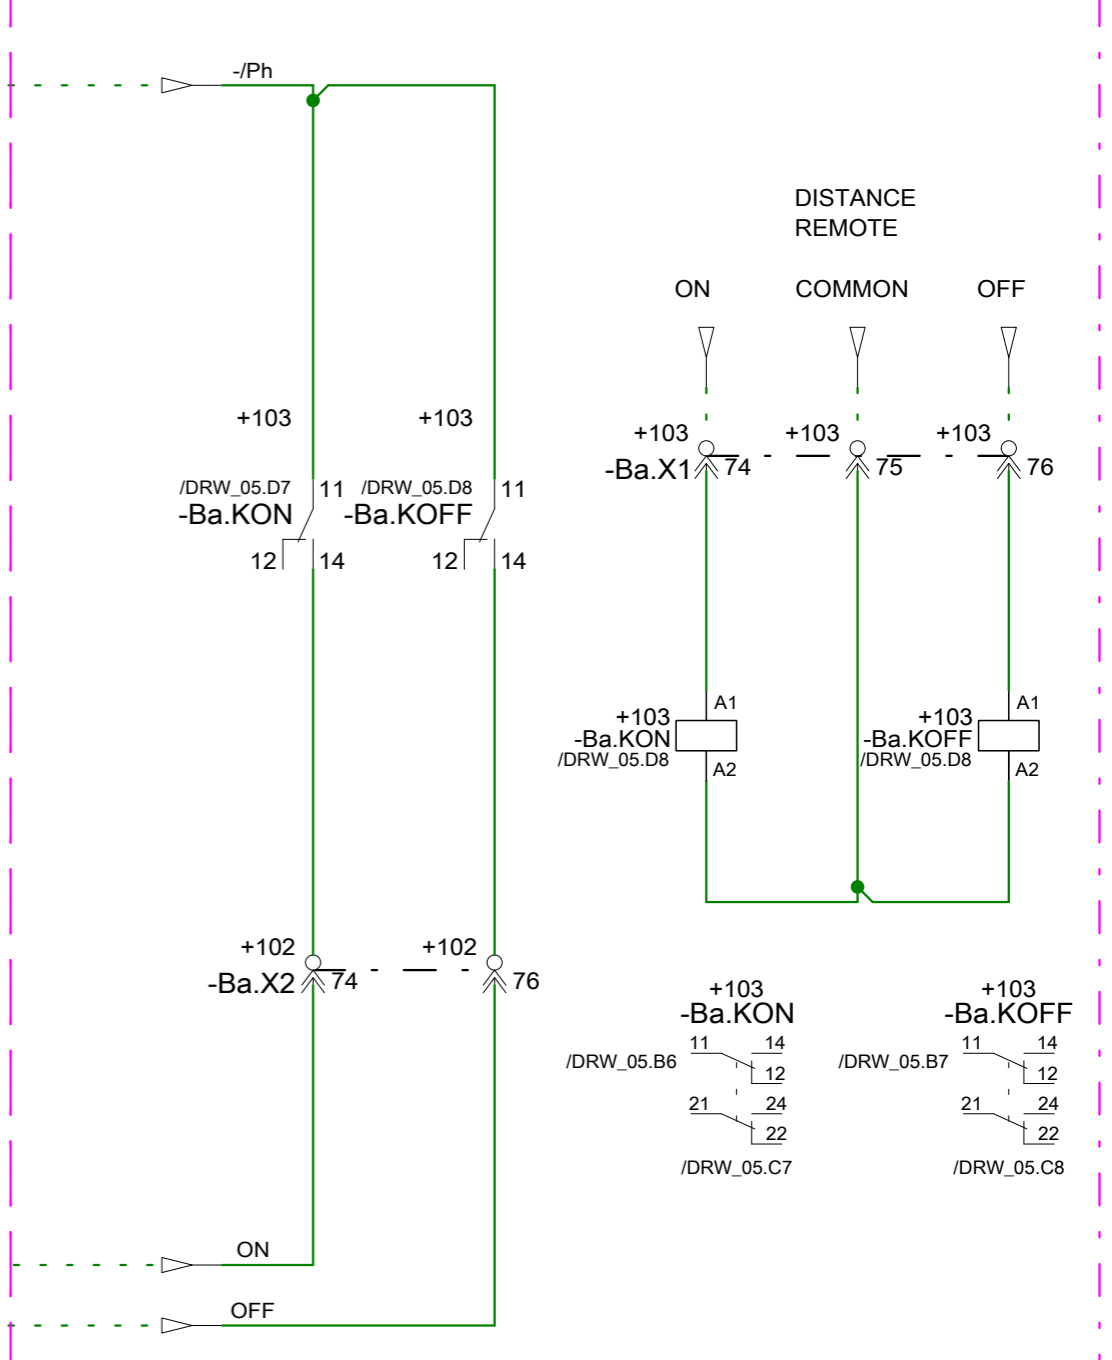 -/Ph
DISTANCE
REMOTE
ON COMMON OFF
+103 +103
+103 +103 +103
-Ba.X1 74 75 76
/DRW_05.D7 11 /DRW_05.D8 11
-Ba.KON -Ba.KOFF
12 14 12 14
A1 A1
+103 +103
-Ba.KON -Ba.KOFF
/DRW_05.D8 /DRW_05.D8
A2 A2
+102 +102
-Ba.X2 74 76
+103 +103
-Ba.KON -Ba.KOFF
11 14 11 14
/DRW_05.B6 12 /DRW_05.B7 12
21 24 21 24
22 22
/DRW_05.C7 /DRW_05.C8
ON
OFF